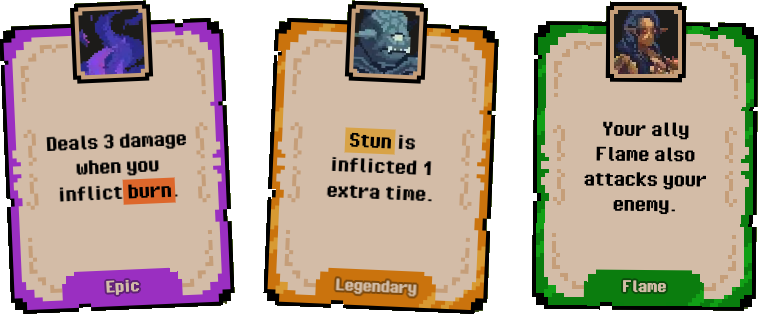 Deals 3 damage
when you
inflict burn.
Epic
Stun is
inflicted 1
extra time.
Legendary
Your ally
Flame also
attacks your
enemy.
Flame